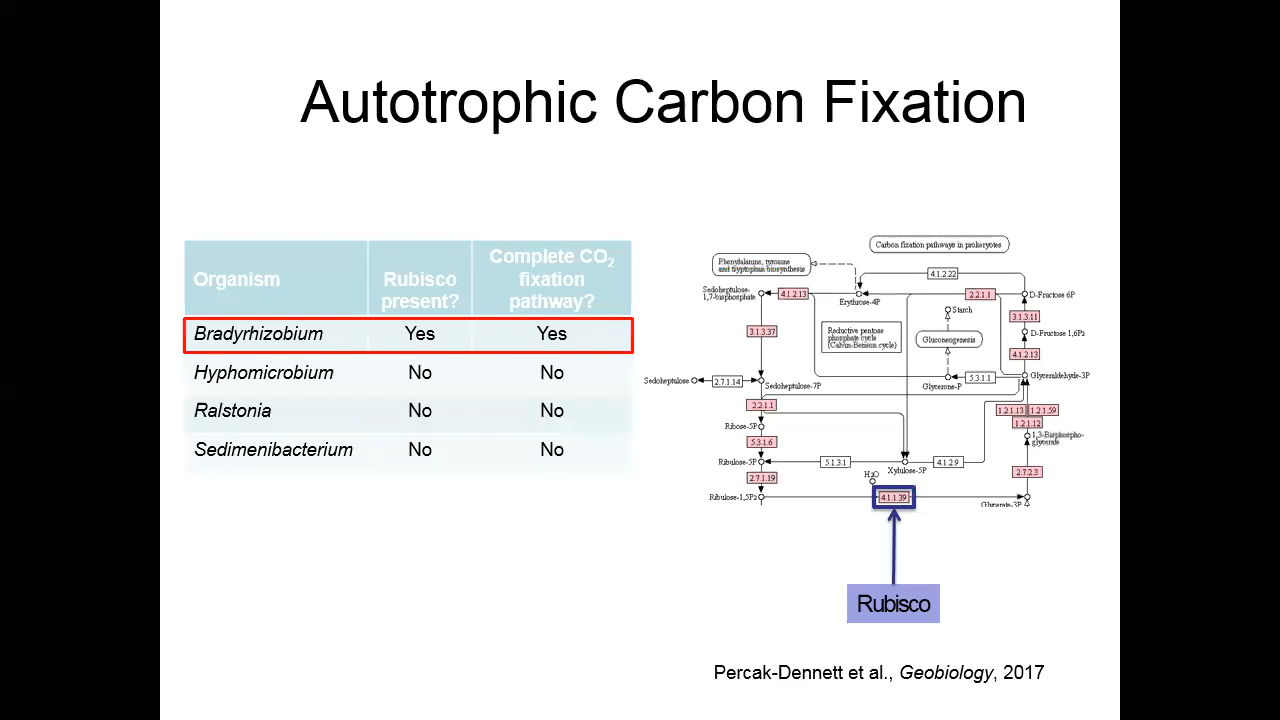 Autotrophic Carbon Fixation
Organism
Rubisco
present?
Complete CO2
fixation
pathway?
Bradyrhizobium Yes Yes
Hyphomicrobium No No
Ralstonia No No
Sedimenibacterium No No
Carbon fixation pathways in prokaryotes
Phenylalanine, tyrosine
and tryptophan biosynthesis
4.1.2.22
Sedoheptulose-
1,7-bisphosphate
4.1.2.13
Erythrose-4P
2.2.1.1
D-Fructose 6P
Starch
3.1.3.11
3.1.3.37
Reductive pentose
phosphate cycle
(Calvin-Benson cycle)
Gluconeogenesis
D-Fructose 1,6P2
4.1.2.13
Sedoheptulose
2.7.1.14
Sedoheptulose-7P
Glycerone-P
5.3.1.1
Glyceraldehyde-3P
2.2.1.1
1.2.1.13
1.2.1.59
1.2.1.12
Ribose-5P
5.3.1.6
1,3-Bisphospho-
glycerate
Ribulose-5P
5.1.3.1
Xylulose-5P
4.1.2.9
2.7.1.19
H2O
2.7.2.3
Ribulose-1,5P2
4.1.1.39
Glycerate-3P
Rubisco
Percak-Dennett et al., Geobiology, 2017